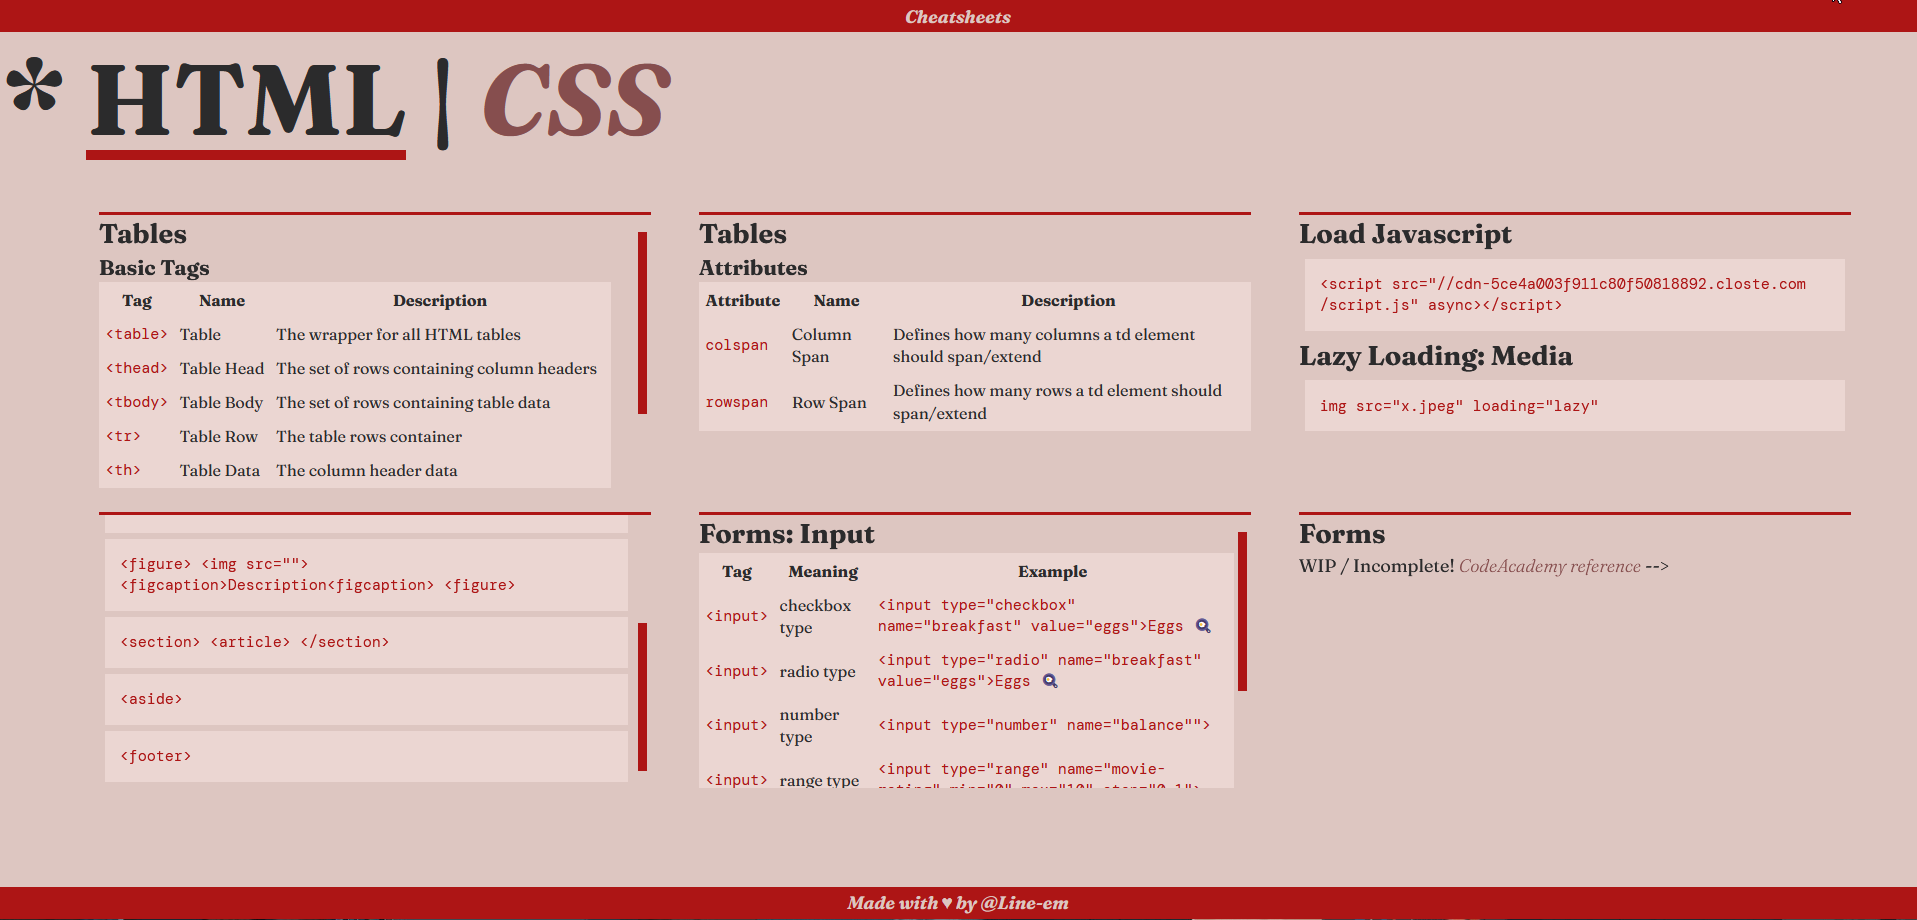 Cheatsheets
* HTML | CSS
Tables
Basic Tags
Tag Name Description
<table> Table The wrapper for all HTML tables
<thead> Table Head The set of rows containing column headers
<tbody> Table Body The set of rows containing table data
<tr> Table Row The table rows container
<th> Table Data The column header data
Tables
Attributes
Attribute Name Description
colspan Column Span Defines how many columns a td element
should span/extend
rowspan Row Span Defines how many rows a td element should
span/extend
Load Javascript
<script src="//cdn-5ce4a003f911c80f50818892.closte.com
/script.js" async></script>
Lazy Loading: Media
img src="x.jpeg" loading="lazy"
<figure> <img src="">
<figcaption>Description<figcaption> <figure>
<section> <article> </section>
<aside>
<footer>
Forms: Input
Tag Meaning Example
<input> checkbox type <input type="checkbox"
name="breakfast" value="eggs">Eggs
<input> radio type <input type="radio" name="breakfast"
value="eggs">Eggs
<input> number type <input type="number" name="balance"">
<input> range type <input type="range" name="movie-
rating" min="0" max="10" step="0.1">
Forms
WIP / Incomplete! CodeAcademy reference -->
Made with ♥ by @Line-em